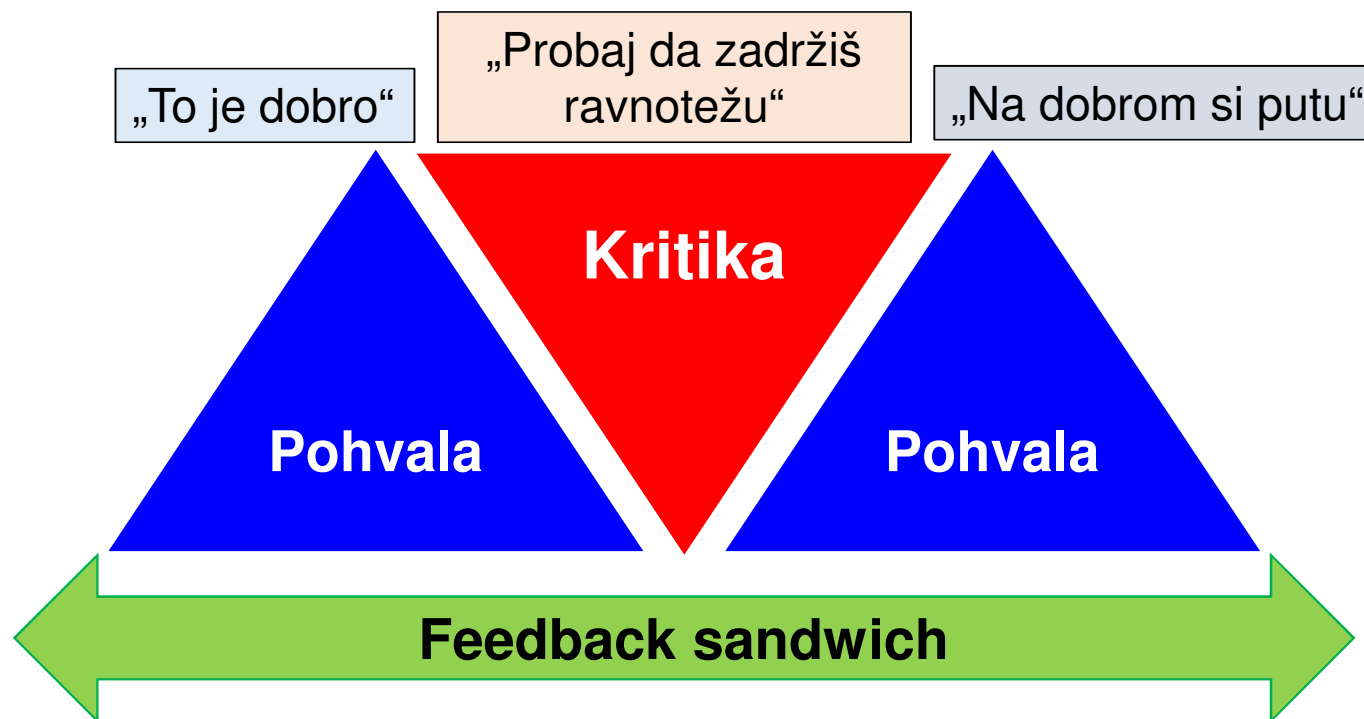 „To je dobro“
„Probaj da zadržiš
ravnotežu“
„Na dobrom si putu“
Kritika
Pohvala
Pohvala
Feedback sandwich